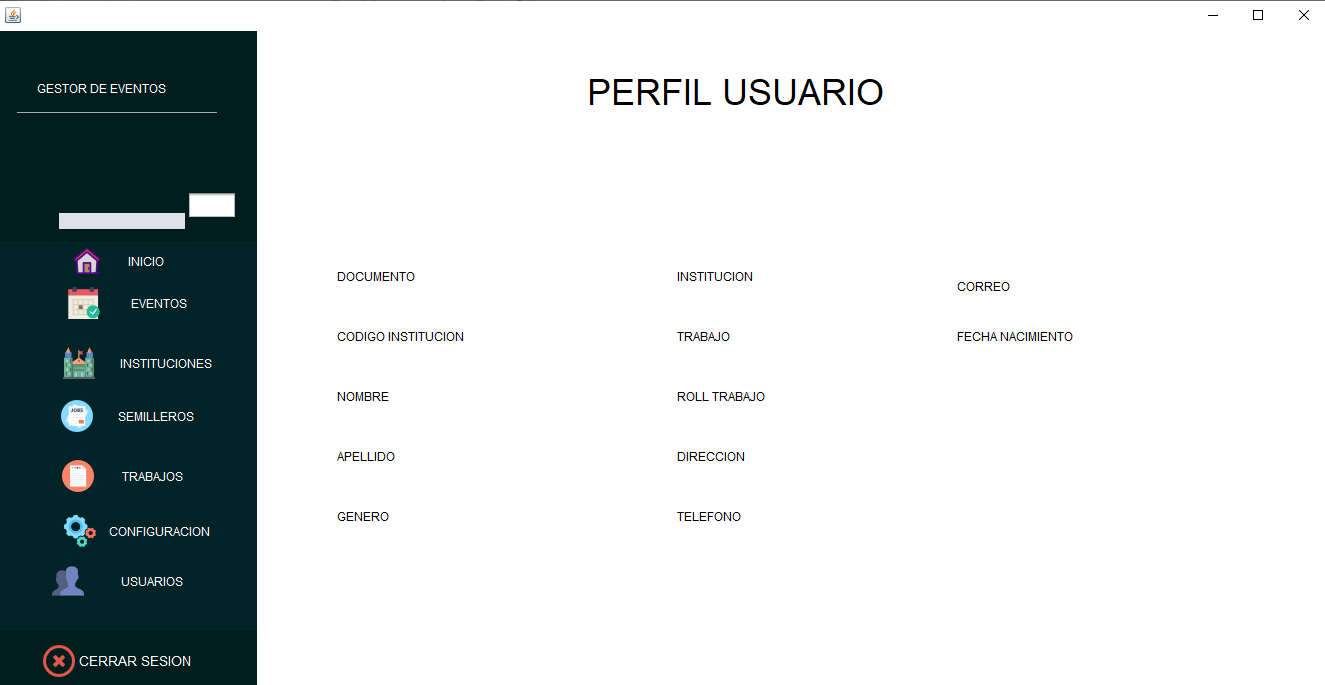 GESTOR DE EVENTOS
INICIO
EVENTOS
INSTITUCIONES
JOBS
SEMILLEROS
TRABAJOS
CONFIGURACION
USUARIOS
CERRAR SESION
PERFIL USUARIO
DOCUMENTO
CODIGO INSTITUCION
NOMBRE
APELLIDO
GENERO
INSTITUCION
TRABAJO
ROLL TRABAJO
DIRECCION
TELEFONO
CORREO
FECHA NACIMIENTO